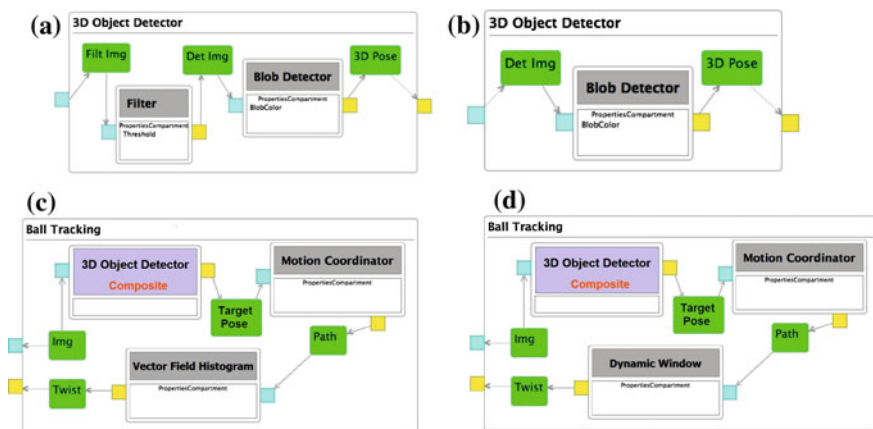 (a)
3D Object Detector
Filt Img
Det Img
3D Pose
Filter
PropertiesCompartment
Threshold
Blob Detector
PropertiesCompartment
BlobColor
(b)
3D Object Detector
Det Img
3D Pose
Blob Detector
PropertiesCompartment
BlobColor
(c)
Ball Tracking
3D Object Detector
Composite
Motion Coordinator
PropertiesCompartment
Target
Pose
Img
Path
Vector Field Histogram
PropertiesCompartment
Twist
(d)
Ball Tracking
3D Object Detector
Composite
Motion Coordinator
PropertiesCompartment
Target
Pose
Img
Path
Dynamic Window
PropertiesCompartment
Twist